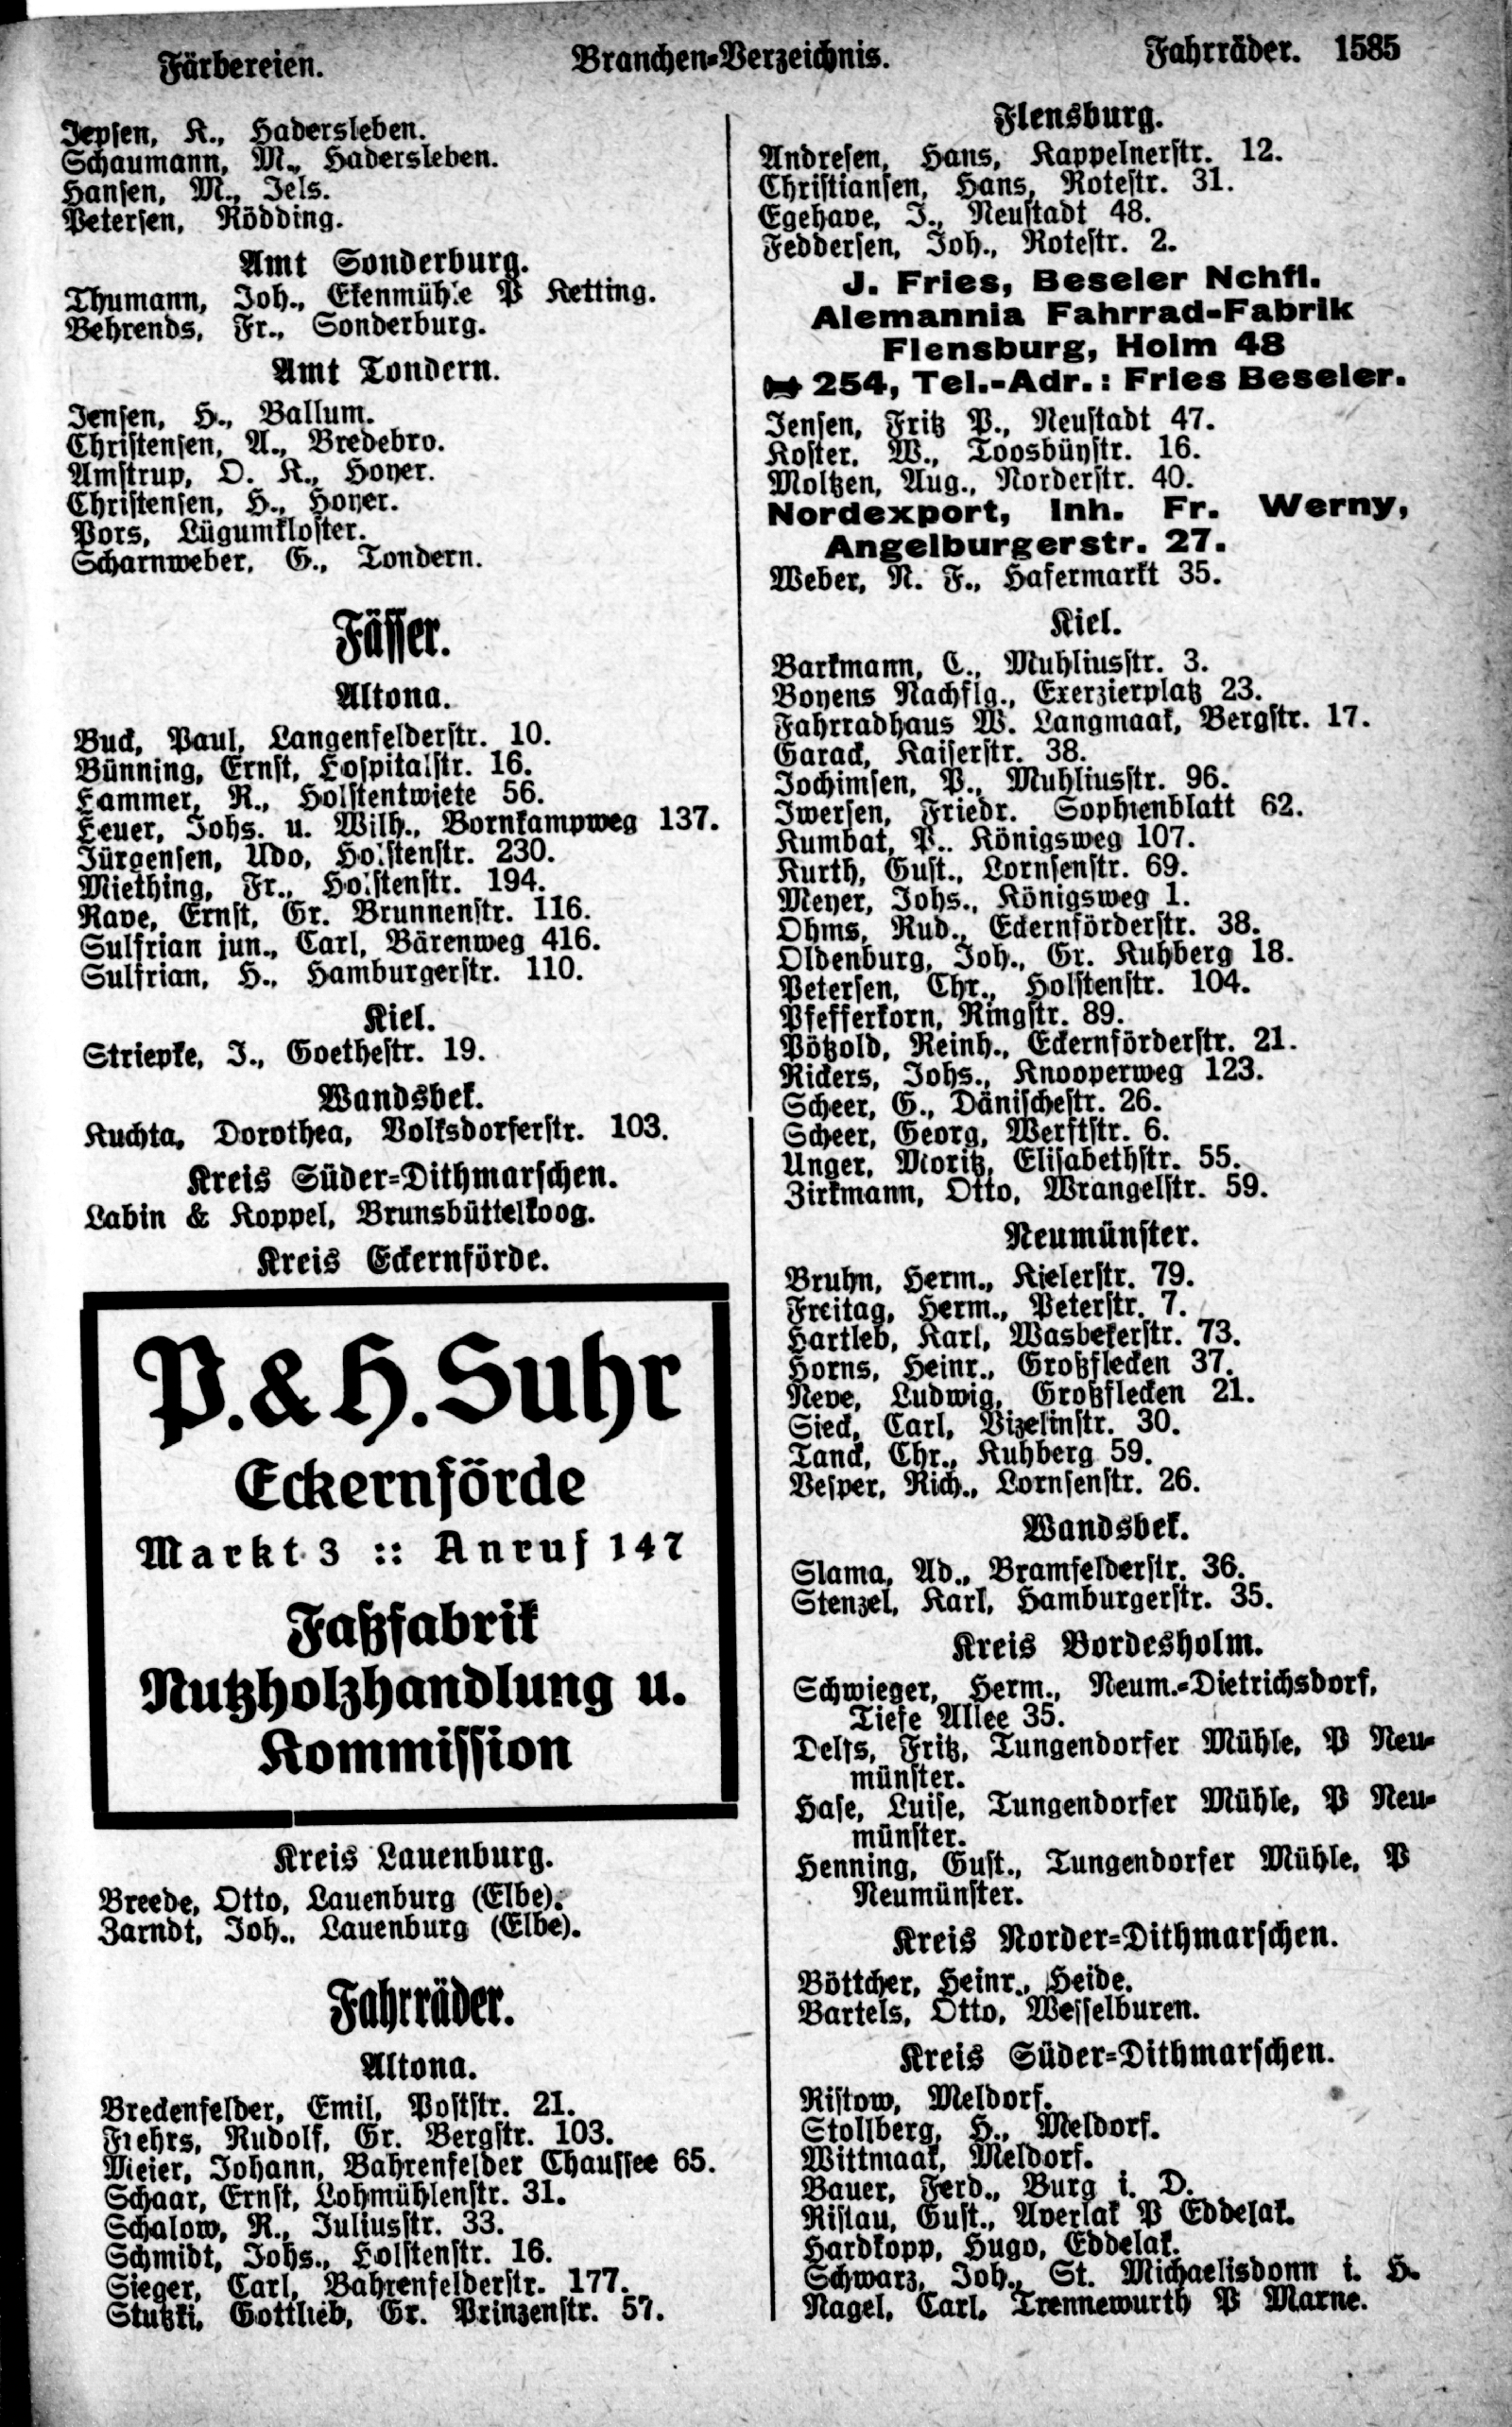 Färbereien. Branchen-Verzeichnis. Fahrräder. 1585
Jepsen, K., Hadersleben.
Schaumann, M., Hadersleben.
Hansen, M., Jels.
Petersen, Rödding.
Amt Sonderburg.
Thumann, Joh., Ekenmühle P Ketting.
Behrends, Fr., Sonderburg.
Amt Tondern.
Jensen, H., Ballum.
Christensen, A., Bredebro.
Amstrup, O. K., Hoyer.
Christensen, H., Hoyer.
Pors, Lügumkloster.
Scharnweber, G., Tondern.
Fässer.
Altona.
Buck, Paul, Langenfelderstr. 10.
Bünning, Ernst, Hospitalstr. 16.
Hammer, R., Holstentwiete 56.
Heuer, Johs. u. Wilh., Bornkampweg 137.
Jürgensen, Udo, Holstenstr. 230.
Miething, Fr., Holstenstr. 194.
Rave, Ernst, Gr. Brunnenstr. 116.
Sulfrian jun., Carl, Bärenweg 416.
Sulfrian, H., Hamburgerstr. 110.
Kiel.
Striepke, J., Goethestr. 19.
Wandsbek.
Kuchta, Dorothea, Volksdorferstr. 103.
Kreis Süder-Dithmarschen.
Labin & Koppel, Brunsbüttelkoog.
Kreis Eckernförde.
P. & H. Suhr
Eckernförde
Markt 3 :: Anruf 147
Faßfabrik
Nutzholzhandlung u.
Kommission
Kreis Lauenburg.
Breede, Otto, Lauenburg (Elbe).
Zarndt, Joh., Lauenburg (Elbe).
Fahrräder.
Altona.
Bredenfelder, Emil, Poststr. 21.
Fiehrs, Rudolf, Gr. Bergstr. 103.
Meier, Johann, Bahrenfelder Chaussee 65.
Schaar, Ernst, Lohmühlenstr. 31.
Schalow, R., Juliusstr. 33.
Schmidt, Johs., Holstenstr. 16.
Sieger, Carl, Bahrenfelderstr. 177.
Stutzki, Gottlieb, Gr. Prinzenstr. 57.
Flensburg.
Andresen, Hans, Kappelnerstr. 12.
Christiansen, Hans, Rotestr. 31.
Egehave, J., Neustadt 48.
Feddersen, Joh., Rotestr. 2.
J. Fries, Beseler Nchfl.
Alemannia Fahrrad-Fabrik
Flensburg, Holm 48
254, Tel.-Adr.: Fries Beseler.
Jensen, Fritz P., Neustadt 47.
Koster, W., Toosbüystr. 16.
Moltzen, Aug., Norderstr. 40.
Nordexport, Inh. Fr. Werny,
Angelburgerstr. 27.
Weber, N. F., Hafermarkt 35.
Kiel.
Barkmann, C., Muhliusstr. 3.
Boyens Nachflg., Exerzierplatz 23.
Fahrradhaus W. Langmaak, Bergstr. 17.
Garack, Kaiserstr. 38.
Jochimsen, P., Muhliusstr. 96.
Iwersen, Friedr. Sophienblatt 62.
Kumbat, P.. Königsweg 107.
Kurth, Gust., Lornsenstr. 69.
Meyer, Johs., Königsweg 1.
Ohms, Rud., Eckernförderstr. 38.
Oldenburg, Joh., Gr. Kuhberg 18.
Petersen, Chr., Holstenstr. 104.
Pfefferkorn, Ringstr. 89.
Pötzold, Reinh., Eckernförderstr. 21.
Rickers, Johs., Knooperweg 123.
Scheer, G., Dänischestr. 26.
Scheer, Georg, Werftstr. 6.
Unger, Moritz, Elisabethstr. 55.
Zirkmann, Otto, Wrangelstr. 59.
Neumünster.
Bruhn, Herm., Kielerstr. 79.
Freitag, Herm., Peterstr. 7.
Hartleb, Karl, Wasbekerstr. 73.
Horns, Heinr., Großflecken 37.
Neve, Ludwig, Großflecken 21.
Sieck, Carl, Vizelinstr. 30.
Tanck, Chr., Kuhberg 59.
Vesper, Rich., Lornsenstr. 26.
Wandsbek.
Slama, Ad., Bramfelderstr. 36.
Stenzel, Karl, Hamburgerstr. 35.
Kreis Bordesholm.
Schwieger, Herm., Neum.-Dietrichsdorf,
Tiefe Allee 35.
Delfs, Fritz, Tungendorfer Mühle, P Neu-
münster.
Hase, Luise, Tungendorfer Mühle, P Neu-
münster.
Henning, Gust., Tungendorfer Mühle, P
Neumünster.
Kreis Norder-Dithmarschen.
Böttcher, Heinr., Heide.
Bartels, Otto, Wesselburen.
Kreis Süder-Dithmarschen.
Ristow, Meldorf.
Stollberg, H., Meldorf.
Wittmaak, Meldorf.
Bauer, Ferd., Burg i. D.
Ristau, Gust., Averlak P Eddelak.
Hardkopp, Hugo, Eddelak.
Schwarz, Joh., St. Michaelisdonn i. H.
Nagel, Carl, Trennewurth P Marne.